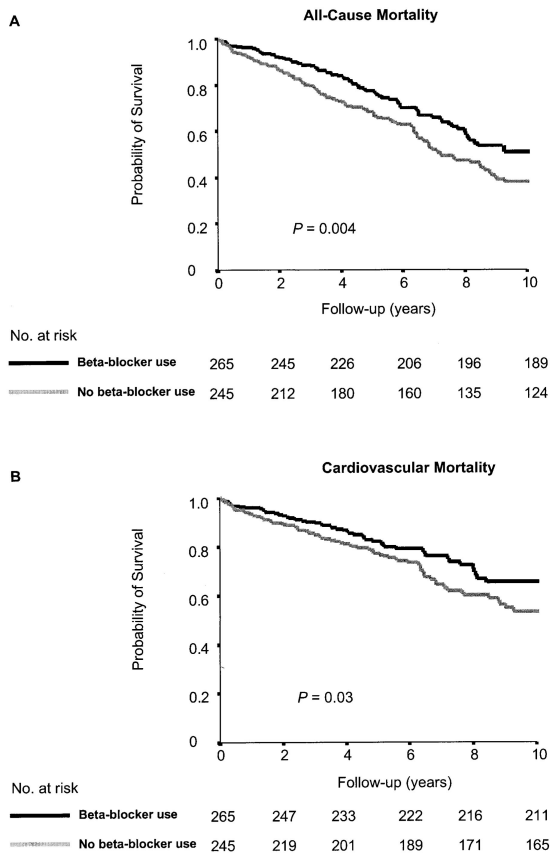 A
All-Cause Mortality
Probability of Survival
1.0
0.8
0.6
0.4
0.2
0
P = 0.004
0 2 4 6 8 10
Follow-up (years)
No. at risk
Beta-blocker use 265 245 226 206 196 189
No beta-blocker use 245 212 180 160 135 124
B
Cardiovascular Mortality
Probability of Survival
1.0
0.8
0.6
0.4
0.2
0
P = 0.03
0 2 4 6 8 10
Follow-up (years)
No. at risk
Beta-blocker use 265 247 233 222 216 211
No beta-blocker use 245 219 201 189 171 165